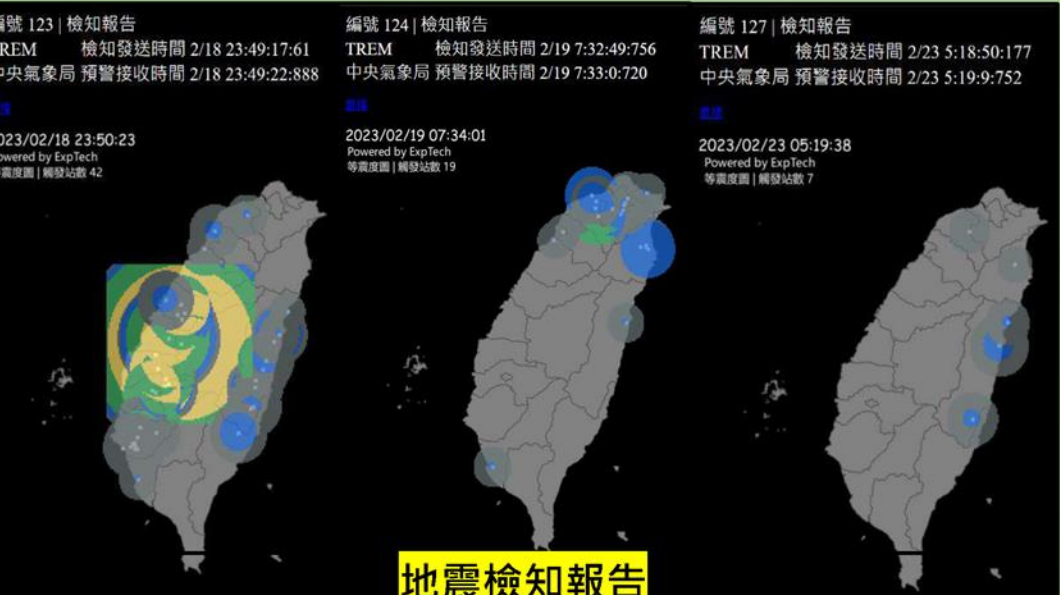 編號 123 | 檢知報告
TREM 檢知發送時間 2/18 23:49:17:61
中央氣象局 預警接收時間 2/18 23:49:22:888
2023/02/18 23:50:23
Powered by ExpTech
等震度圖 | 觸發站數 42
編號 124 | 檢知報告
TREM 檢知發送時間 2/19 7:32:49:756
中央氣象局 預警接收時間 2/19 7:33:0:720
2023/02/19 07:34:01
Powered by ExpTech
等震度圖 | 觸發站數 19
編號 127 | 檢知報告
TREM 檢知發送時間 2/23 5:18:50:177
中央氣象局 預警接收時間 2/23 5:19:9:752
2023/02/23 05:19:38
Powered by ExpTech
等震度圖 | 觸發站數 7
地震檢知報告